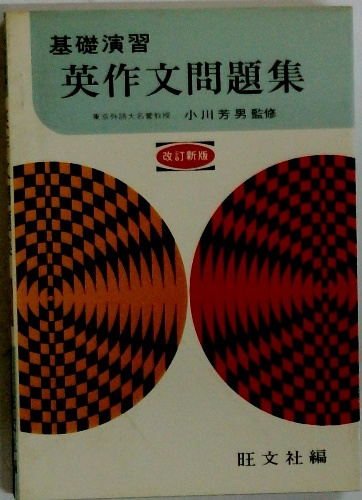 基礎演習
英作文問題集
東京外語大名誉教授 小川芳男監修
改訂新版
旺文社編